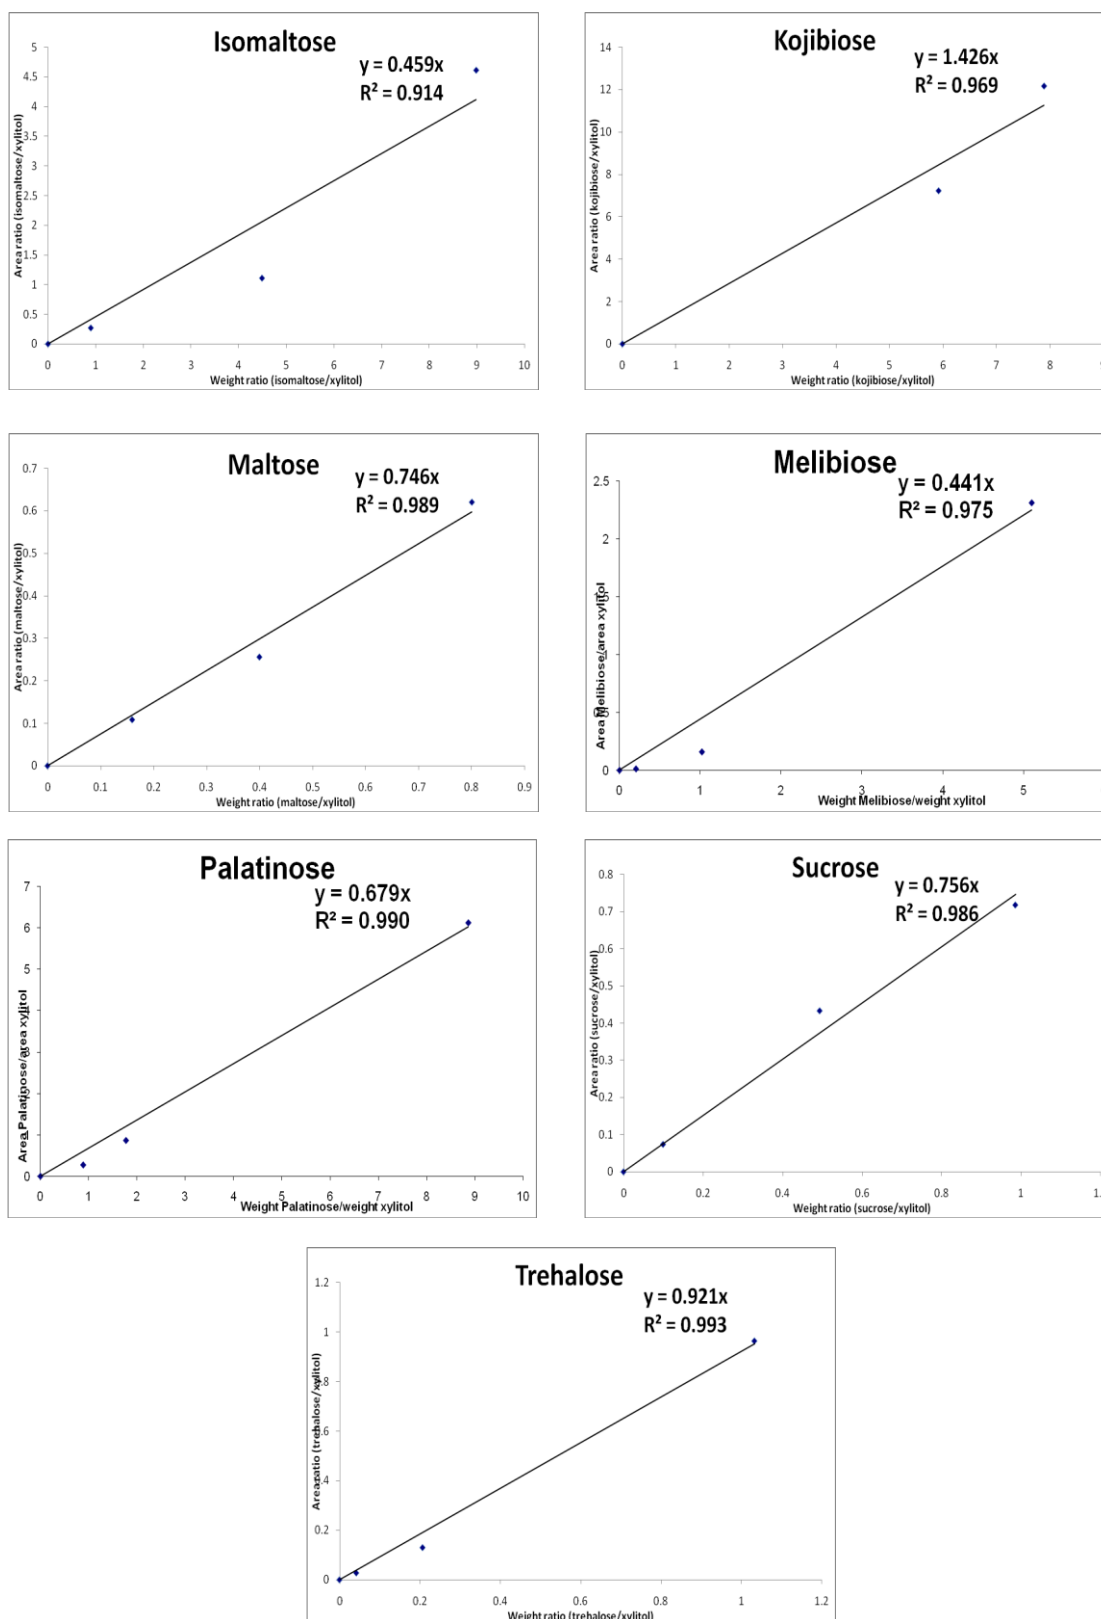 Isomaltose
y = 0.459x
R² = 0.914
Area ratio (isomaltose/xylitol)
5
4.5
4
3.5
3
2.5
2
1.5
1
0.5
0
0 1 2 3 4 5 6 7 8 9 10
Weight ratio (isomaltose/xylitol)
Kojibiose
y = 1.426x
R² = 0.969
Area ratio (kojibiose/xylitol)
14
12
10
8
6
4
2
0
0 1 2 3 4 5 6 7 8
Weight ratio (kojibiose/xylitol)
Maltose
y = 0.746x
R² = 0.989
Area ratio (maltose/xylitol)
0.7
0.6
0.5
0.4
0.3
0.2
0.1
0
0 0.1 0.2 0.3 0.4 0.5 0.6 0.7 0.8 0.9
Weight ratio (maltose/xylitol)
Melibiose
y = 0.441x
R² = 0.975
Area Melibiose/area xylitol
2.5
2
0
0 1 2 3 4 5
Weight Melibiose/weight xylitol
Palatinose
y = 0.679x
R² = 0.990
Area Palatinose/area xylitol
7
6
5
1
0
0 1 2 3 4 5 6 7 8 9 10
Weight Palatinose/weight xylitol
Sucrose
y = 0.756x
R² = 0.986
Area ratio (sucrose/xylitol)
0.8
0.7
0.6
0.5
0.4
0.3
0.2
0.1
0
0 0.2 0.4 0.6 0.8 1
Weight ratio (sucrose/xylitol)
Trehalose
y = 0.921x
R² = 0.993
Area ratio (trehalose/xylitol)
1.2
1
0.8
0.6
0.4
0.2
0
0 0.2 0.4 0.6 0.8 1 1.2
Weight ratio (trehalose/xylitol)